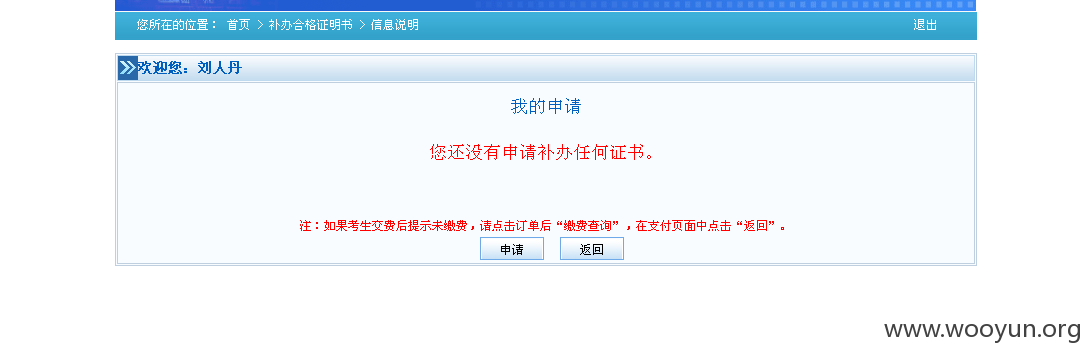 您所在的位置： 首页 > 补办合格证明书 > 信息说明 退出
欢迎您：刘人丹
我的申请
您还没有申请补办任何证书。
注：如果考生交费后提示未缴费，请点击订单后“缴费查询”，在支付页面中点击“返回”。
申请 返回
www.wooyun.org